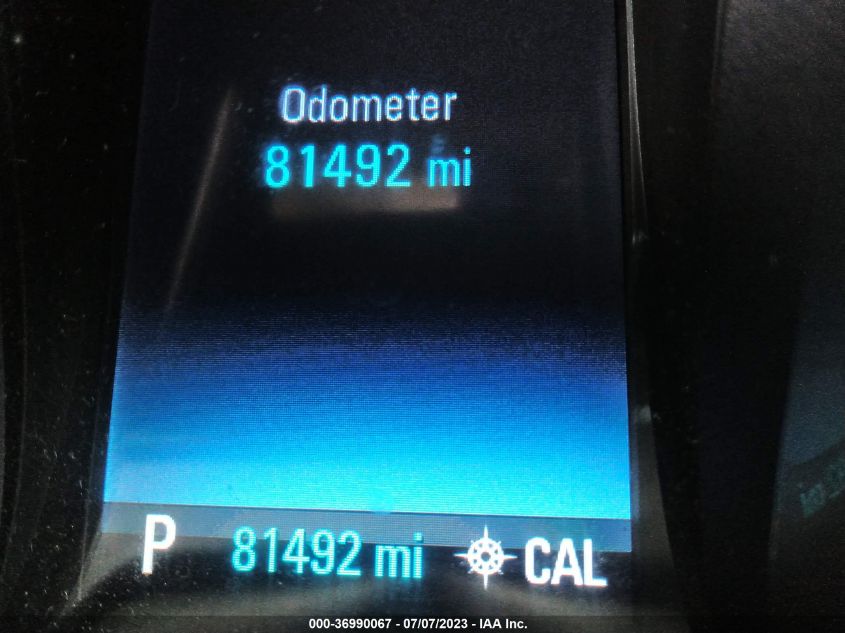 Odometer
81492 mi
P 81492 mi CAL
000-36990067 - 07/07/2023 - IAA Inc.